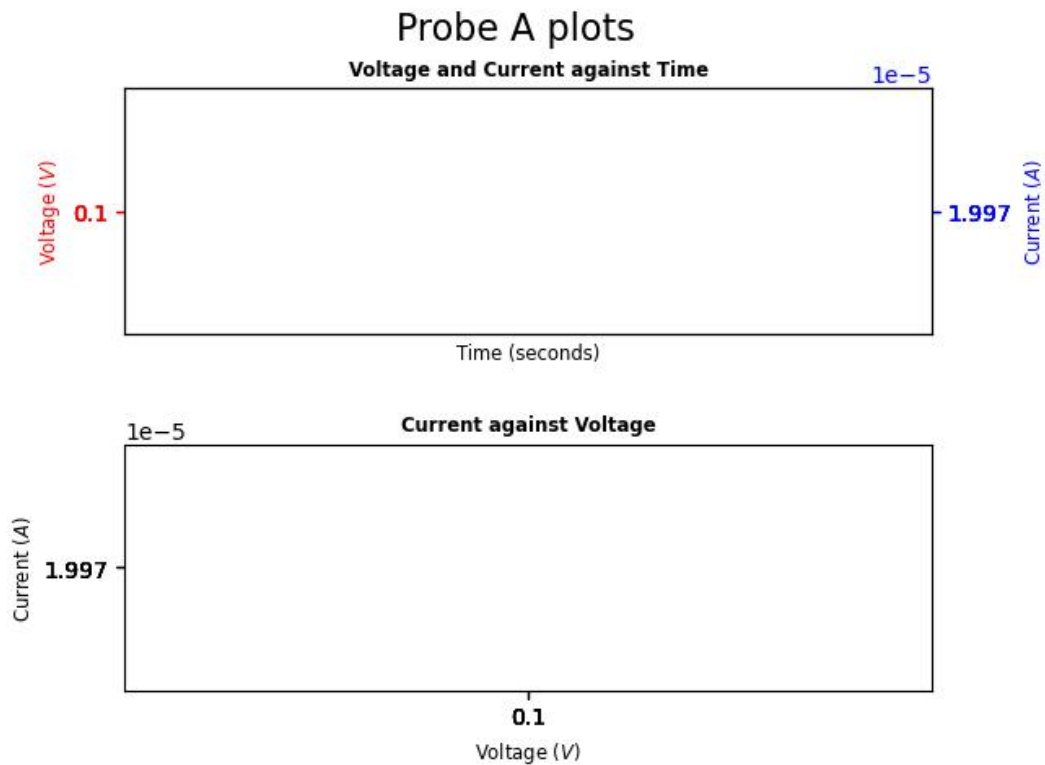 Probe A plots
Voltage and Current against Time
1e−5
Voltage (V)
0.1
1.997
Current (A)
Time (seconds)
Current against Voltage
1e−5
Current (A)
1.997
0.1
Voltage (V)